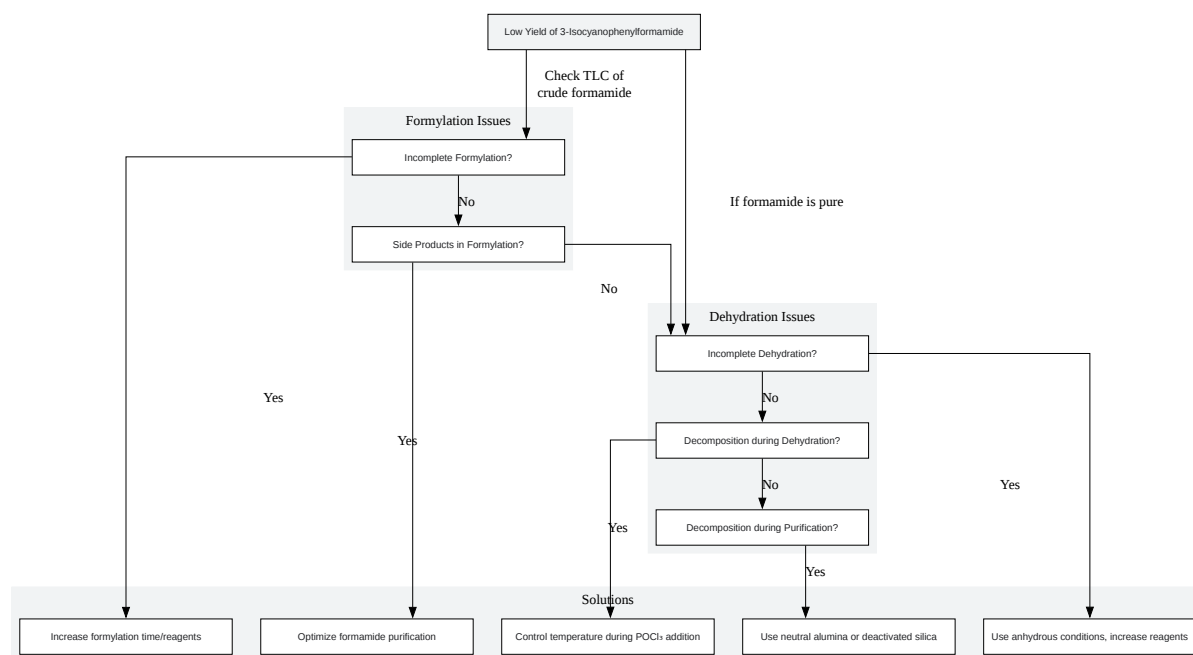 Low Yield of 3-Isocyanophenylformamide
Check TLC of
crude formamide
Formylation Issues
Incomplete Formylation?
No
If formamide is pure
Side Products in Formylation?
No
Dehydration Issues
Incomplete Dehydration?
Yes
No
Yes
Decomposition during Dehydration?
No
Yes
Decomposition during Purification?
Yes
Yes
Solutions
Increase formylation time/reagents
Optimize formamide purification
Control temperature during POCl₃ addition
Use neutral alumina or deactivated silica
Use anhydrous conditions, increase reagents